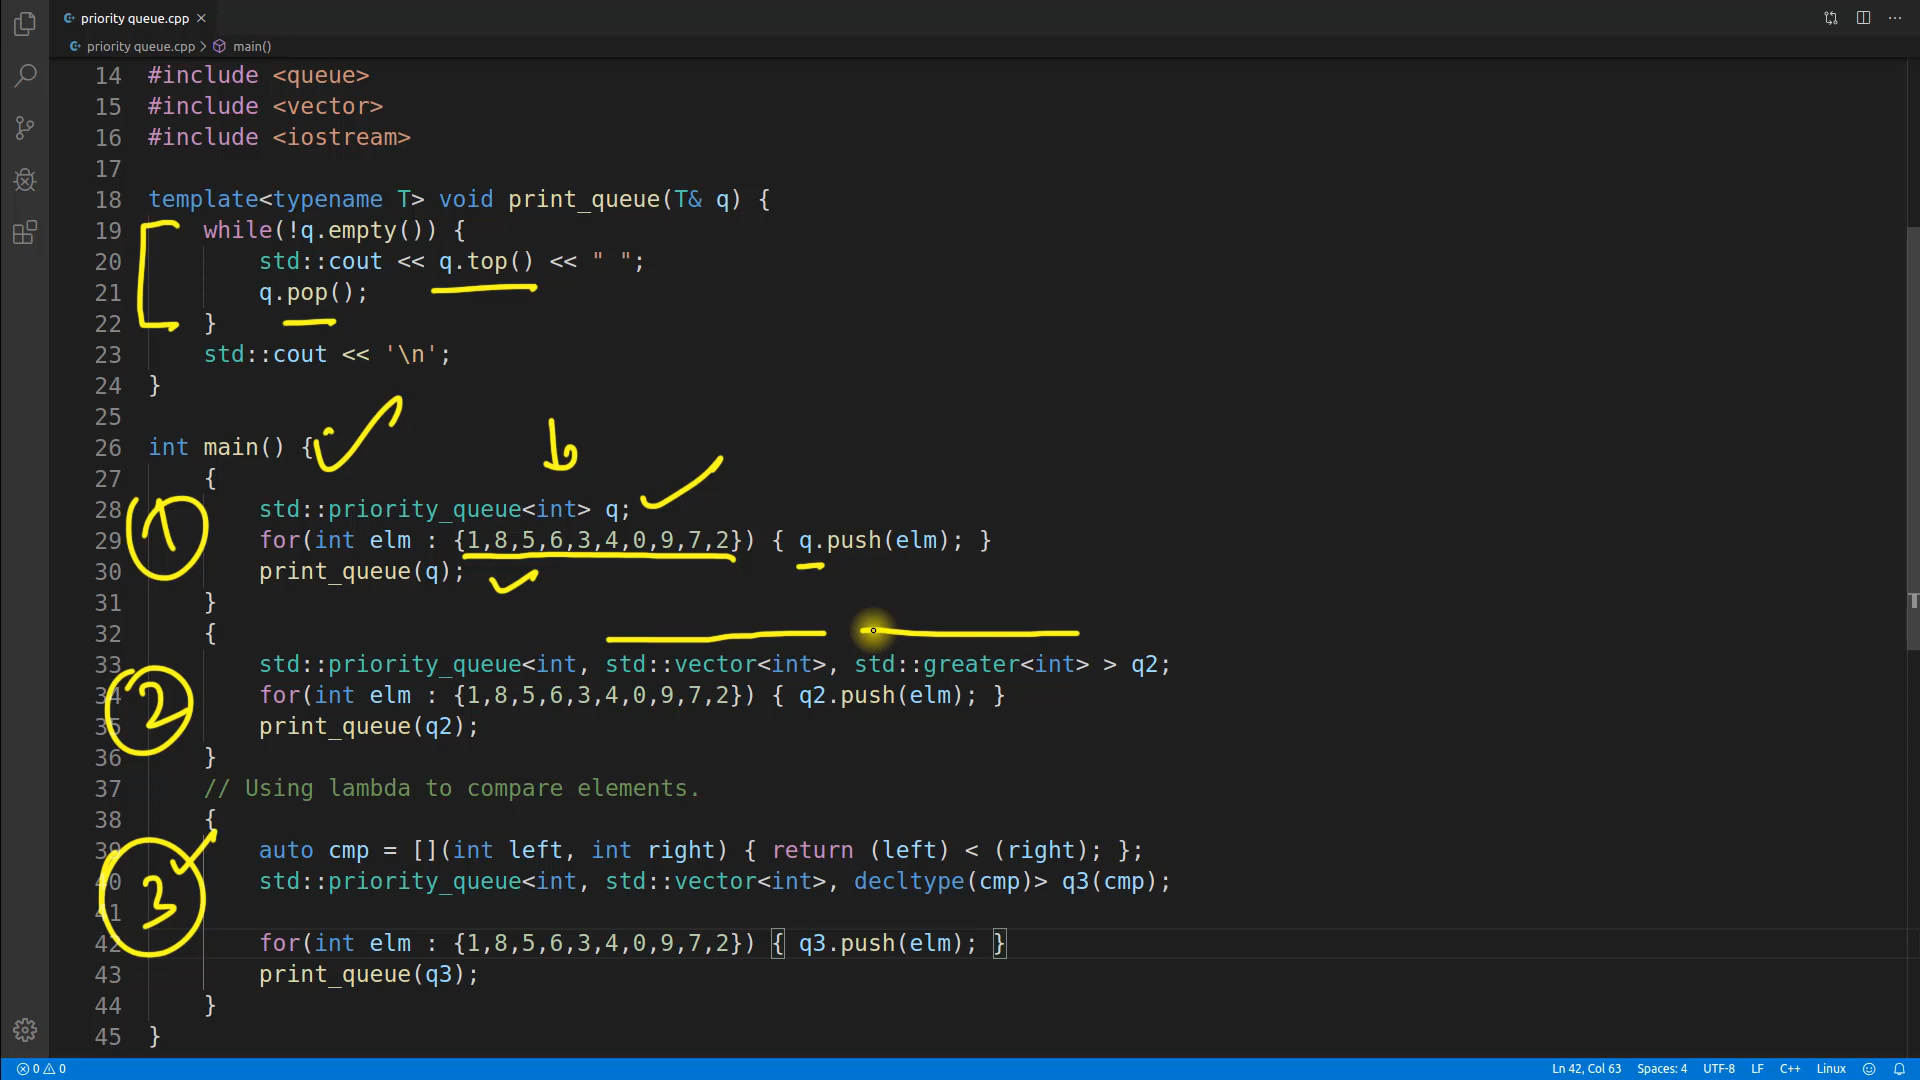 priority queue.cpp
priority queue.cpp > main()
14 #include <queue>
15 #include <vector>
16 #include <iostream>
17
18 template<typename T> void print_queue(T& q) {
19 while(!q.empty()) {
20 std::cout << q.top() << " ";
21 q.pop();
22 }
23 std::cout << '\n';
24 }
25
26 int main() {
b
27 {
1
28 std::priority_queue<int> q;
29 for(int elm : {1,8,5,6,3,4,0,9,7,2}) { q.push(elm); }
30 print_queue(q);
31 }
32 {
33 std::priority_queue<int, std::vector<int>, std::greater<int> > q2;
2
34 for(int elm : {1,8,5,6,3,4,0,9,7,2}) { q2.push(elm); }
35 print_queue(q2);
36 }
37 // Using lambda to compare elements.
38 {
39 auto cmp = [](int left, int right) { return (left) < (right); };
3
40 std::priority_queue<int, std::vector<int>, decltype(cmp)> q3(cmp);
41
42 for(int elm : {1,8,5,6,3,4,0,9,7,2}) { q3.push(elm); }
43 print_queue(q3);
44 }
45 }
0 0 Ln 42, Col 63 Spaces: 4 UTF-8 LF C++ Linux